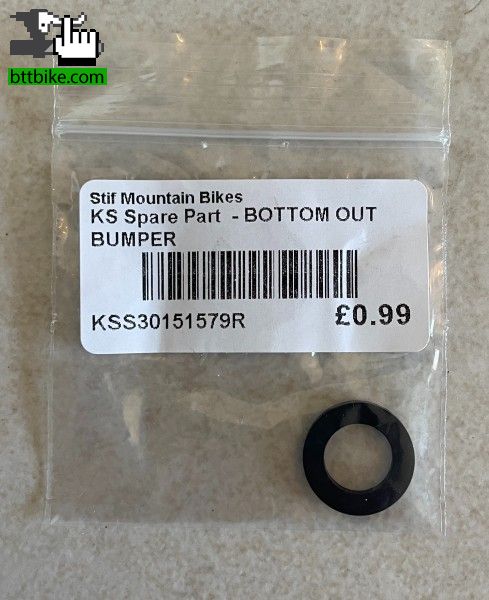 bttbike.com
Stif Mountain Bikes
KS Spare Part - BOTTOM OUT
BUMPER
KSS30151579R £0.99